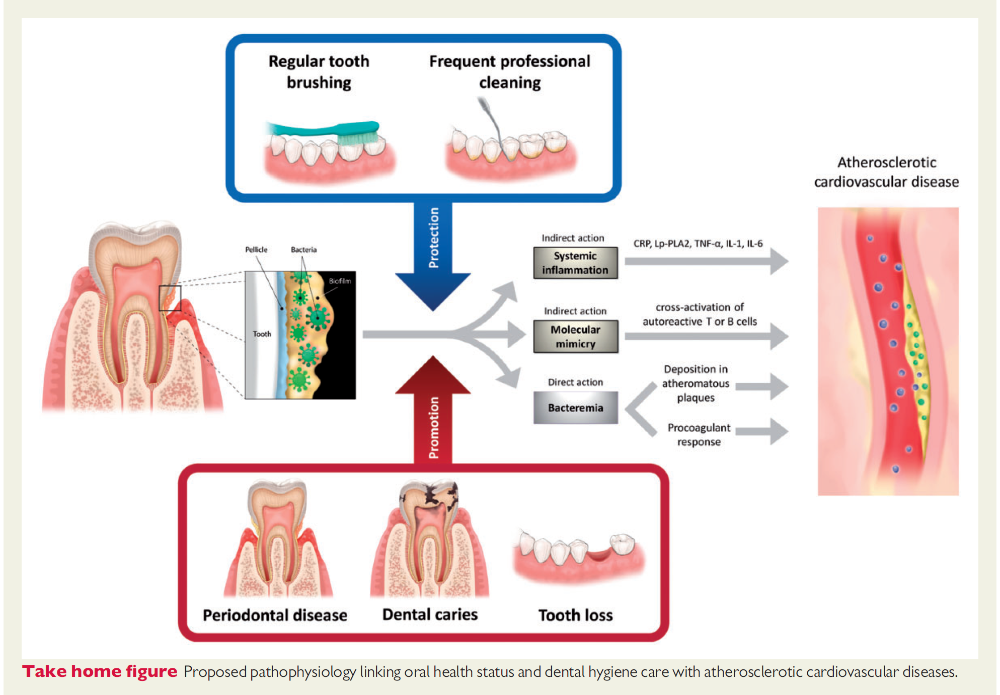 Regular tooth
brushing
Frequent professional
cleaning
Protection
Atherosclerotic
cardiovascular disease
Pellicle
Bacteria
Biofilm
Tooth
Indirect action
Systemic
inflammation
CRP, Lp-PLA2, TNF-α, IL-1, IL-6
Indirect action
Molecular
mimicry
cross-activation of
autoreactive T or B cells
Direct action
Bacteremia
Deposition in
atheromatous
plaques
Procoagulant
response
Promotion
Periodontal disease
Dental caries
Tooth loss
Take home figure Proposed pathophysiology linking oral health status and dental hygiene care with atherosclerotic cardiovascular diseases.